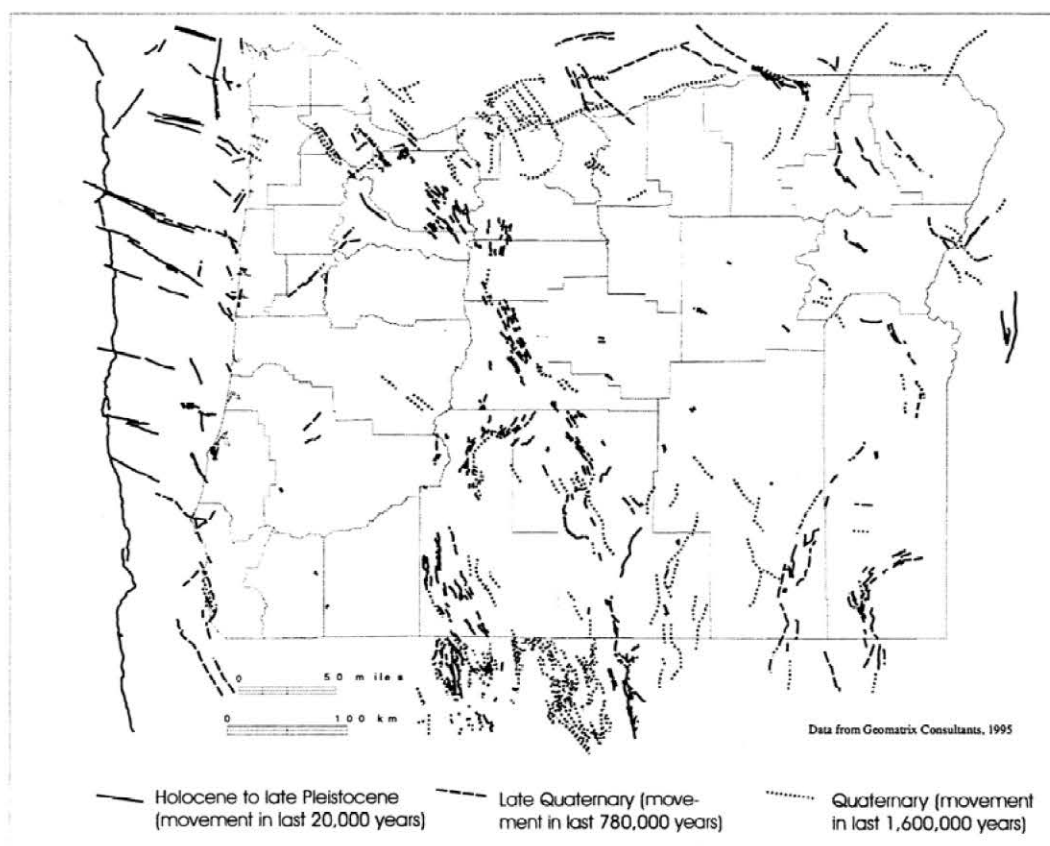 0 50 miles
0 100 km
Data from Geomatrix Consultants, 1995
Holocene to late Pleistocene
(movement in last 20,000 years)
Late Quaternary (move-
ment in last 780,000 years)
Quaternary (movement
in last 1,600,000 years)